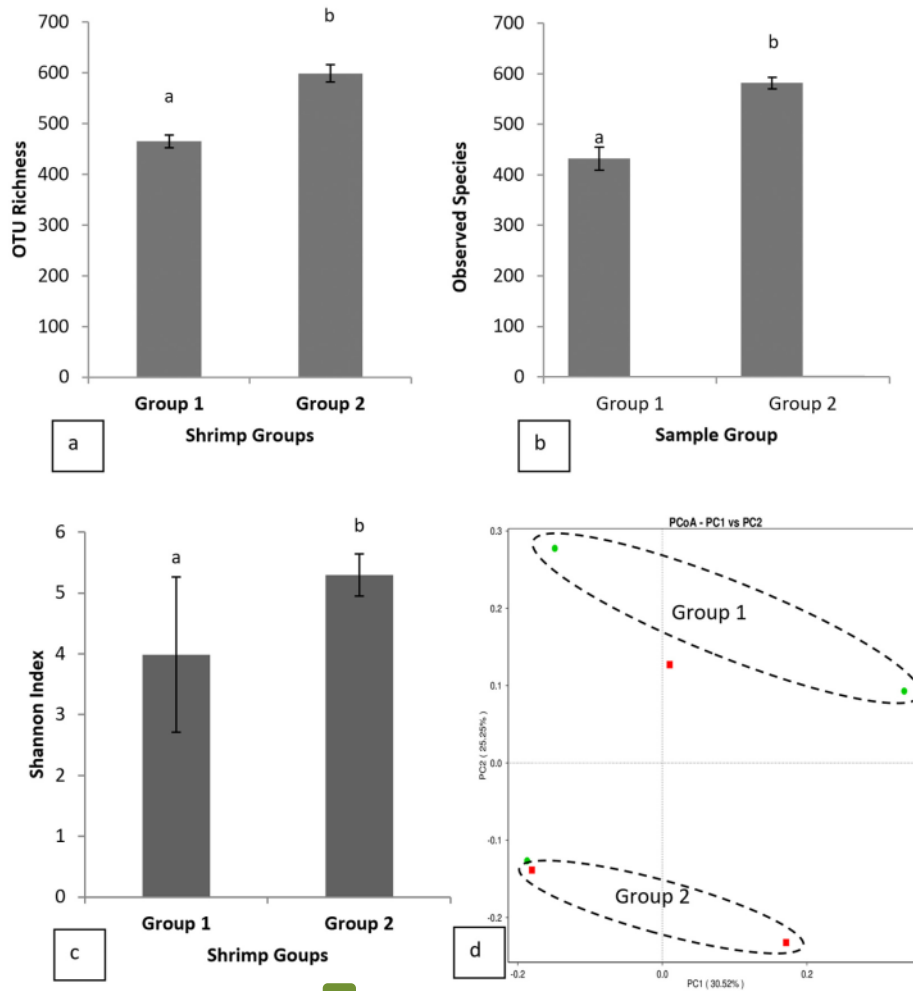 700
600
500
400
300
200
100
0
OTU Richness
a
b
Group 1 Group 2
Shrimp Groups
a
700
600
500
400
300
200
100
0
Observed Species
a
b
Group 1 Group 2
Sample Group
b
6
5
4
3
2
1
0
Shannon Index
a
b
Group 1 Group 2
Shrimp Goups
c
PCoA - PC1 vs PC2
0.3
0.2
0.1
0.0
-0.1
-0.2
PC2 ( 25.25% )
Group 1
Group 2
-0.2 0.0 0.2
PC1 ( 30.52% )
d